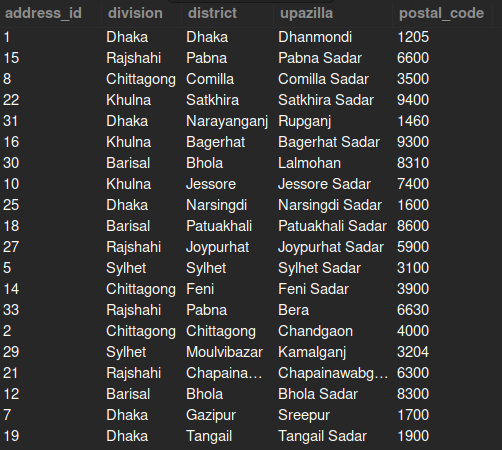 address_id division district upazilla postal_code
1 Dhaka Dhaka Dhanmondi 1205
15 Rajshahi Pabna Pabna Sadar 6600
8 Chittagong Comilla Comilla Sadar 3500
22 Khulna Satkhira Satkhira Sadar 9400
31 Dhaka Narayanganj Rupganj 1460
16 Khulna Bagerhat Bagerhat Sadar 9300
30 Barisal Bhola Lalmohan 8310
10 Khulna Jessore Jessore Sadar 7400
25 Dhaka Narsingdi Narsingdi Sadar 1600
18 Barisal Patuakhali Patuakhali Sadar 8600
27 Rajshahi Joypurhat Joypurhat Sadar 5900
5 Sylhet Sylhet Sylhet Sadar 3100
14 Chittagong Feni Feni Sadar 3900
33 Rajshahi Pabna Bera 6630
2 Chittagong Chittagong Chandgaon 4000
29 Sylhet Moulvibazar Kamalganj 3204
21 Rajshahi Chapaina... Chapainawabg... 6300
12 Barisal Bhola Bhola Sadar 8300
7 Dhaka Gazipur Sreepur 1700
19 Dhaka Tangail Tangail Sadar 1900